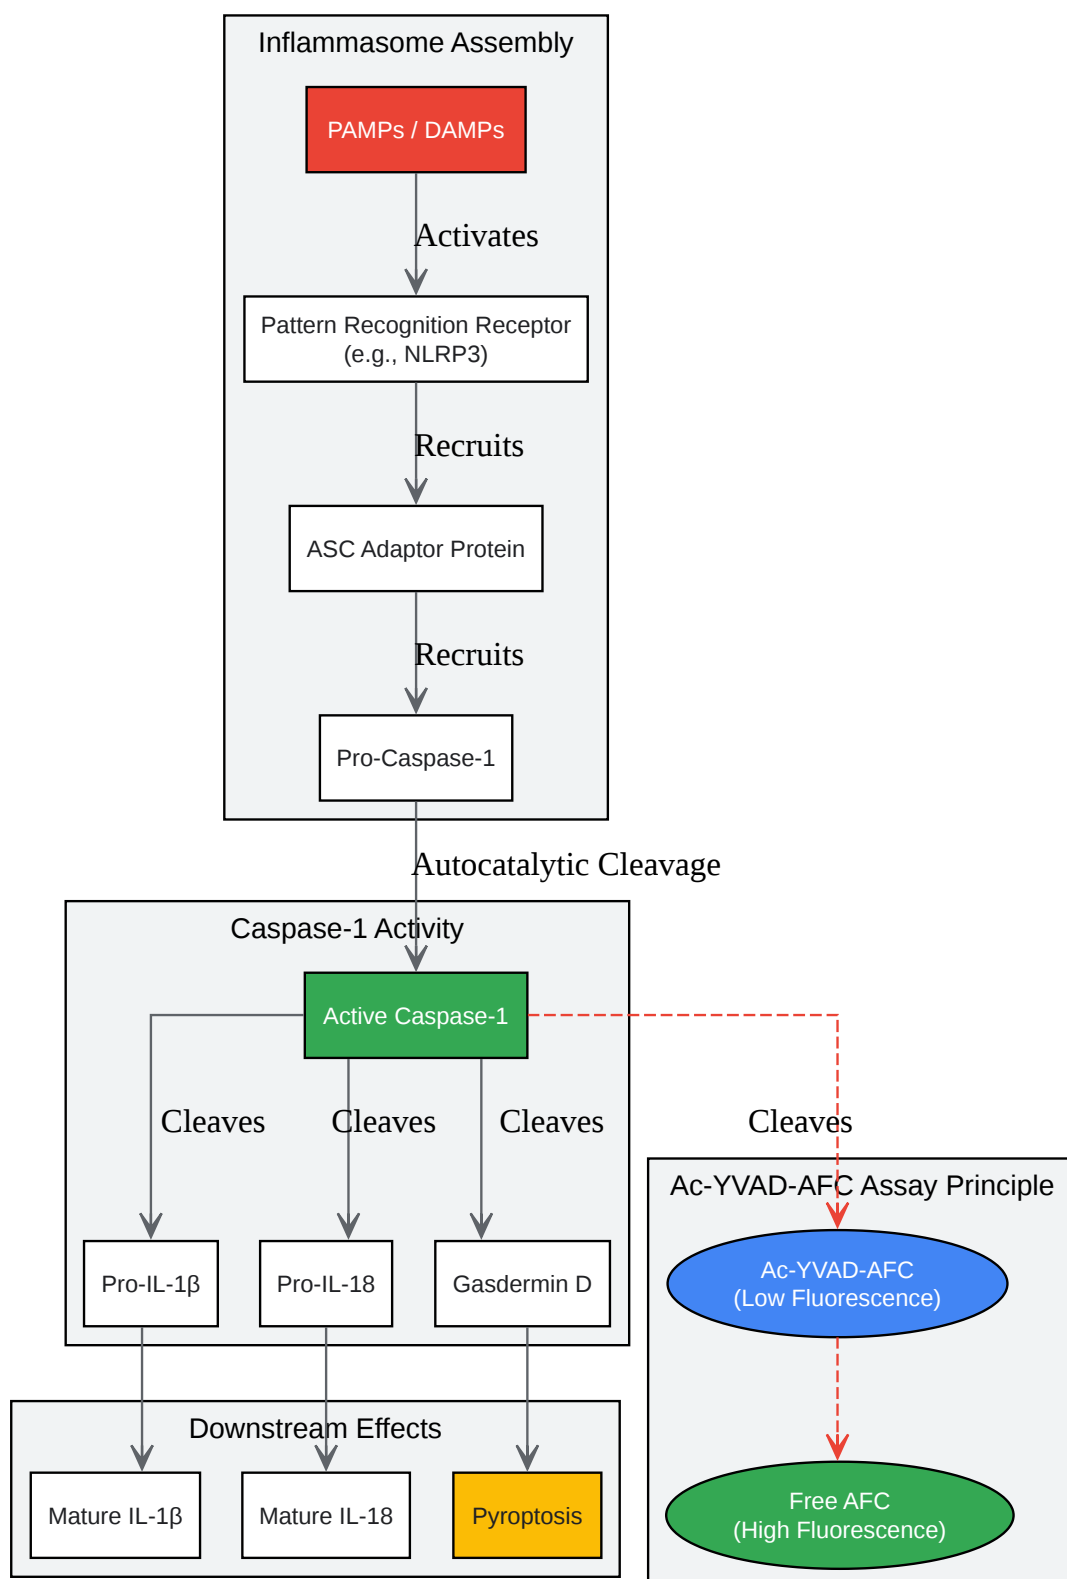 Inflammasome Assembly
PAMPs / DAMPs
Activates
Pattern Recognition Receptor
(e.g., NLRP3)
Recruits
ASC Adaptor Protein
Recruits
Pro-Caspase-1
Autocatalytic Cleavage
Caspase-1 Activity
Active Caspase-1
Cleaves
Cleaves
Cleaves
Cleaves
Pro-IL-1β
Pro-IL-18
Gasdermin D
Ac-YVAD-AFC Assay Principle
Ac-YVAD-AFC
(Low Fluorescence)
Downstream Effects
Mature IL-1β
Mature IL-18
Pyroptosis
Free AFC
(High Fluorescence)